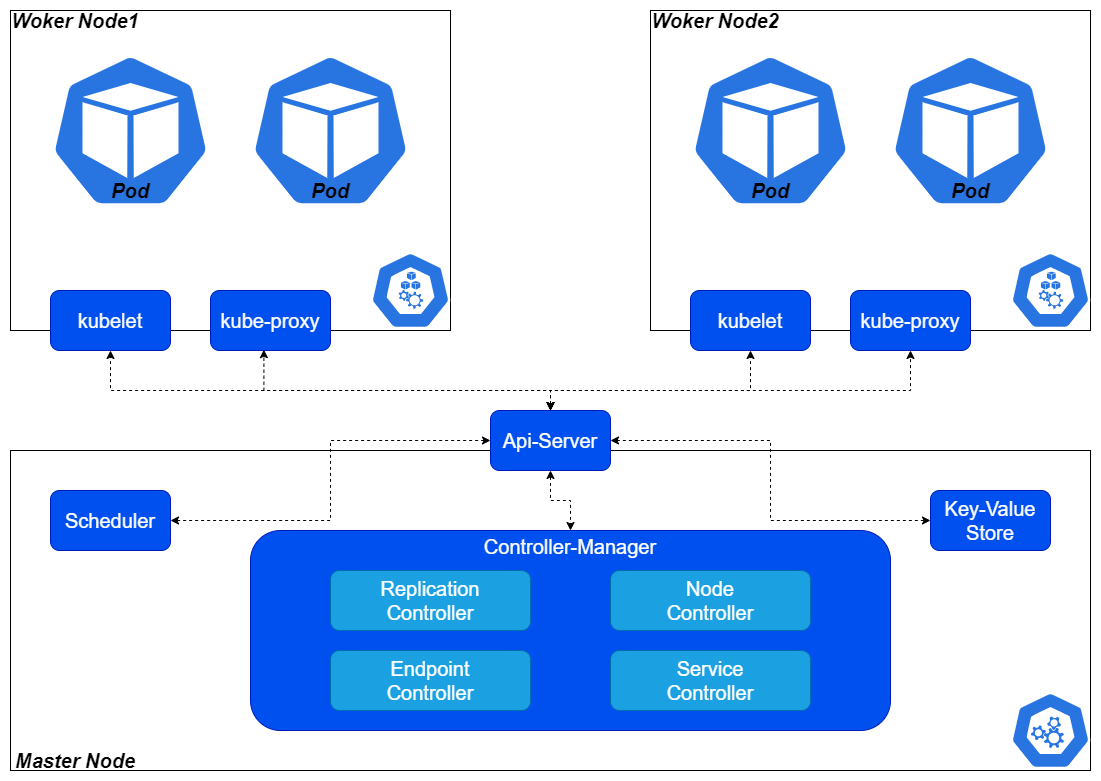 Woker Node1
Woker Node2
Pod
Pod
Pod
Pod
kubelet
kube-proxy
kubelet
kube-proxy
Api-Server
Scheduler
Key-Value
Store
Controller-Manager
Replication
Controller
Node
Controller
Endpoint
Controller
Service
Controller
Master Node